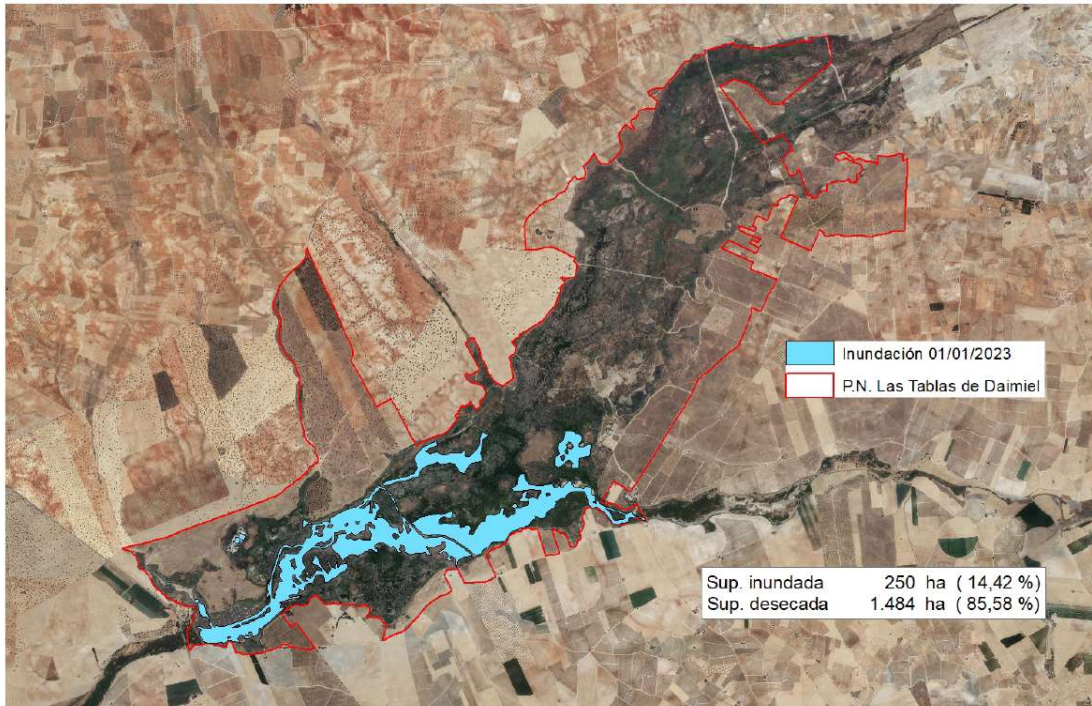 Inundación 01/01/2023
P.N. Las Tablas de Daimiel
Sup. inundada 250 ha ( 14,42 %)
Sup. desecada 1.484 ha ( 85,58 %)